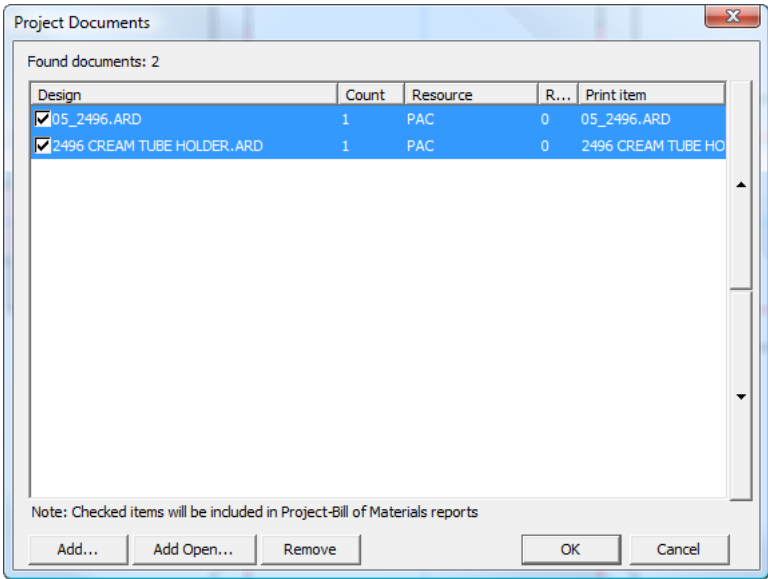 Project Documents
Found documents: 2
Design Count Resource R... Print item
05_2496.ARD 1 PAC 0 05_2496.ARD
2496 CREAM TUBE HOLDER.ARD 1 PAC 0 2496 CREAM TUBE HO
Note: Checked items will be included in Project-Bill of Materials reports
Add... Add Open... Remove OK Cancel